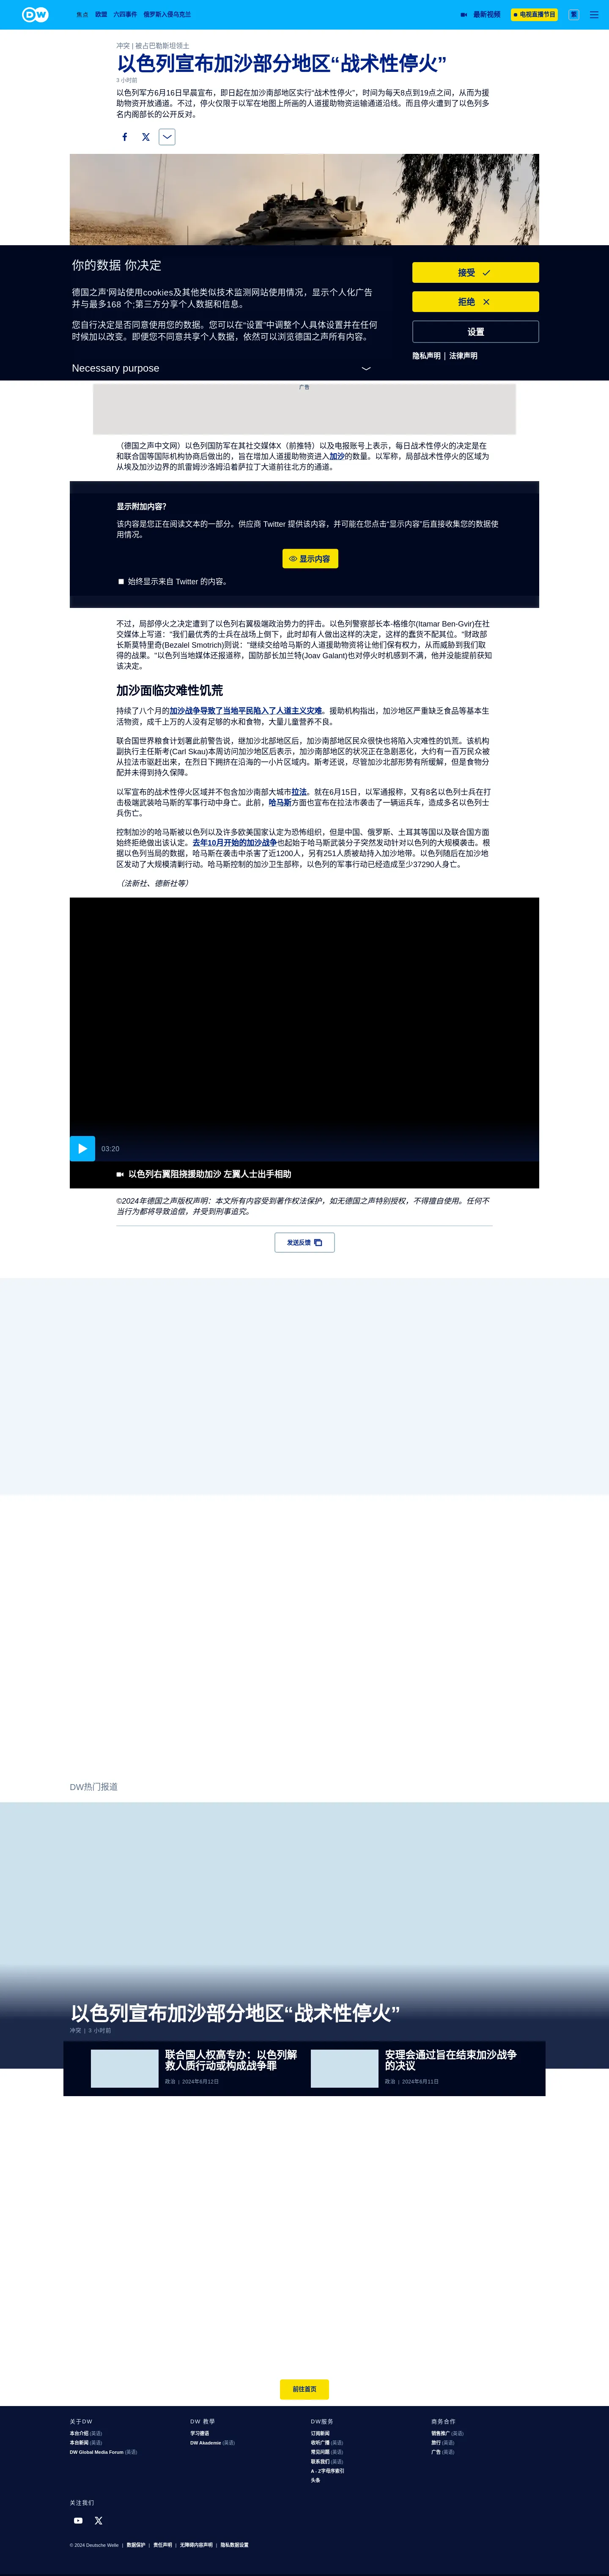 DW
焦点 欧盟 六四事件 俄罗斯入侵乌克兰
最新视频 电视直播节目 繁
冲突 | 被占巴勒斯坦领土
以色列宣布加沙部分地区“战术性停火”
3 小时前
以色列军方6月16日早晨宣布，即日起在加沙南部地区实行“战术性停火”，时间为每天8点到19点之间，从而为援
助物资开放通道。不过，停火仅限于以军在地图上所画的人道援助物资运输通道沿线。而且停火遭到了以色列多
名内阁部长的公开反对。
你的数据 你决定
德国之声'网站使用cookies及其他类似技术监测网站使用情况，显示个人化广告
并与最多168 个;第三方分享个人数据和信息。
您自行决定是否同意使用您的数据。您可以在“设置”中调整个人具体设置并在任何
时候加以改变。即便您不同意共享个人数据，依然可以浏览德国之声所有内容。
Necessary purpose
接受
拒绝
设置
隐私声明 | 法律声明
广告
（德国之声中文网）以色列国防军在其社交媒体X（前推特）以及电报账号上表示，每日战术性停火的决定是在
和联合国等国际机构协商后做出的，旨在增加人道援助物资进入加沙的数量。以军称，局部战术性停火的区域为
从埃及加沙边界的凯雷姆沙洛姆沿着萨拉丁大道前往北方的通道。
显示附加内容？
该内容是您正在阅读文本的一部分。供应商 Twitter 提供该内容，并可能在您点击“显示内容”后直接收集您的数据使
用情况。
显示内容
始终显示来自 Twitter 的内容。
不过，局部停火之决定遭到了以色列右翼极端政治势力的抨击。以色列警察部长本-格维尔(Itamar Ben-Gvir)在社
交媒体上写道："我们最优秀的士兵在战场上倒下，此时却有人做出这样的决定，这样的蠢货不配其位。"财政部
长斯莫特里奇(Bezalel Smotrich)则说："继续交给哈马斯的人道援助物资将让他们保有权力，从而威胁到我们取
得的战果。"以色列当地媒体还报道称，国防部长加兰特(Joav Galant)也对停火时机感到不满，他并没能提前获知
该决定。
加沙面临灾难性饥荒
持续了八个月的加沙战争导致了当地平民陷入了人道主义灾难。援助机构指出，加沙地区严重缺乏食品等基本生
活物资，成千上万的人没有足够的水和食物，大量儿童营养不良。
联合国世界粮食计划署此前警告说，继加沙北部地区后，加沙南部地区民众很快也将陷入灾难性的饥荒。该机构
副执行主任斯考(Carl Skau)本周访问加沙地区后表示，加沙南部地区的状况正在急剧恶化，大约有一百万民众被
从拉法市驱赶出来，在烈日下拥挤在沿海的一小片区域内。斯考还说，尽管加沙北部形势有所缓解，但是食物分
配并未得到持久保障。
以军宣布的战术性停火区域并不包含加沙南部大城市拉法。就在6月15日，以军通报称，又有8名以色列士兵在打
击极端武装哈马斯的军事行动中身亡。此前，哈马斯方面也宣布在拉法市袭击了一辆运兵车，造成多名以色列士
兵伤亡。
控制加沙的哈马斯被以色列以及许多欧美国家认定为恐怖组织，但是中国、俄罗斯、土耳其等国以及联合国方面
始终拒绝做出该认定。去年10月开始的加沙战争也起始于哈马斯武装分子突然发动针对以色列的大规模袭击。根
据以色列当局的数据，哈马斯在袭击中杀害了近1200人，另有251人质被劫持入加沙地带。以色列随后在加沙地
区发动了大规模清剿行动。哈马斯控制的加沙卫生部称，以色列的军事行动已经造成至少37290人身亡。
（法新社、德新社等）
03:20
以色列右翼阻挠援助加沙 左翼人士出手相助
©2024年德国之声版权声明：本文所有内容受到著作权法保护，如无德国之声特别授权，不得擅自使用。任何不
当行为都将导致追偿，并受到刑事追究。
发送反馈
DW热门报道
以色列宣布加沙部分地区“战术性停火”
冲突 | 3 小时前
联合国人权高专办：以色列解
救人质行动或构成战争罪
政治 | 2024年6月12日
安理会通过旨在结束加沙战争
的决议
政治 | 2024年6月11日
前往首页
关于DW
本台介绍 (英语)
本台新闻 (英语)
DW Global Media Forum (英语)
DW 教學
学习德语
DW Akademie (英语)
DW服务
订阅新闻
收听广播 (英语)
常见问题 (英语)
联系我们 (英语)
A - Z字母序索引
头条
商务合作
销售推广 (英语)
旅行 (英语)
广告 (英语)
关注我们
© 2024 Deutsche Welle | 数据保护 | 责任声明 | 无障碍内容声明 | 隐私数据设置